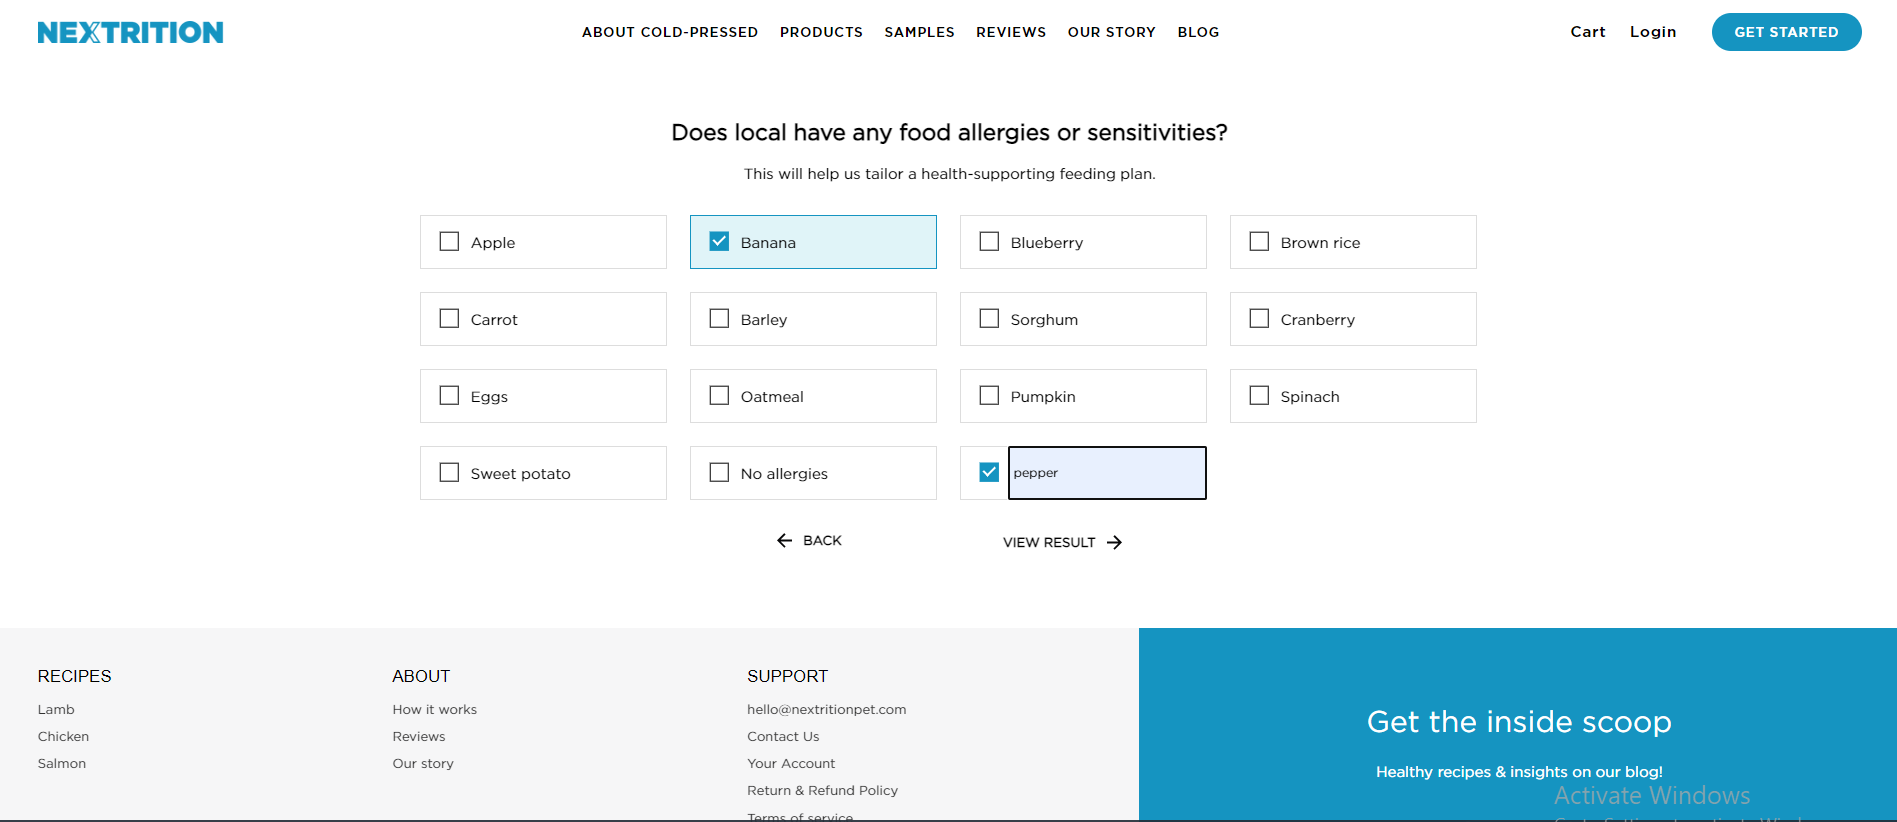 NEXTRITION
ABOUT COLD-PRESSED PRODUCTS SAMPLES REVIEWS OUR STORY BLOG
Cart Login GET STARTED
Does local have any food allergies or sensitivities?
This will help us tailor a health-supporting feeding plan.
Apple Banana Blueberry Brown rice
Carrot Barley Sorghum Cranberry
Eggs Oatmeal Pumpkin Spinach
Sweet potato No allergies pepper
BACK VIEW RESULT
RECIPES
Lamb
Chicken
Salmon
ABOUT
How it works
Reviews
Our story
SUPPORT
hello@nextritionpet.com
Contact Us
Your Account
Return & Refund Policy
Terms of service
Get the inside scoop
Healthy recipes & insights on our blog!
Activate Windows